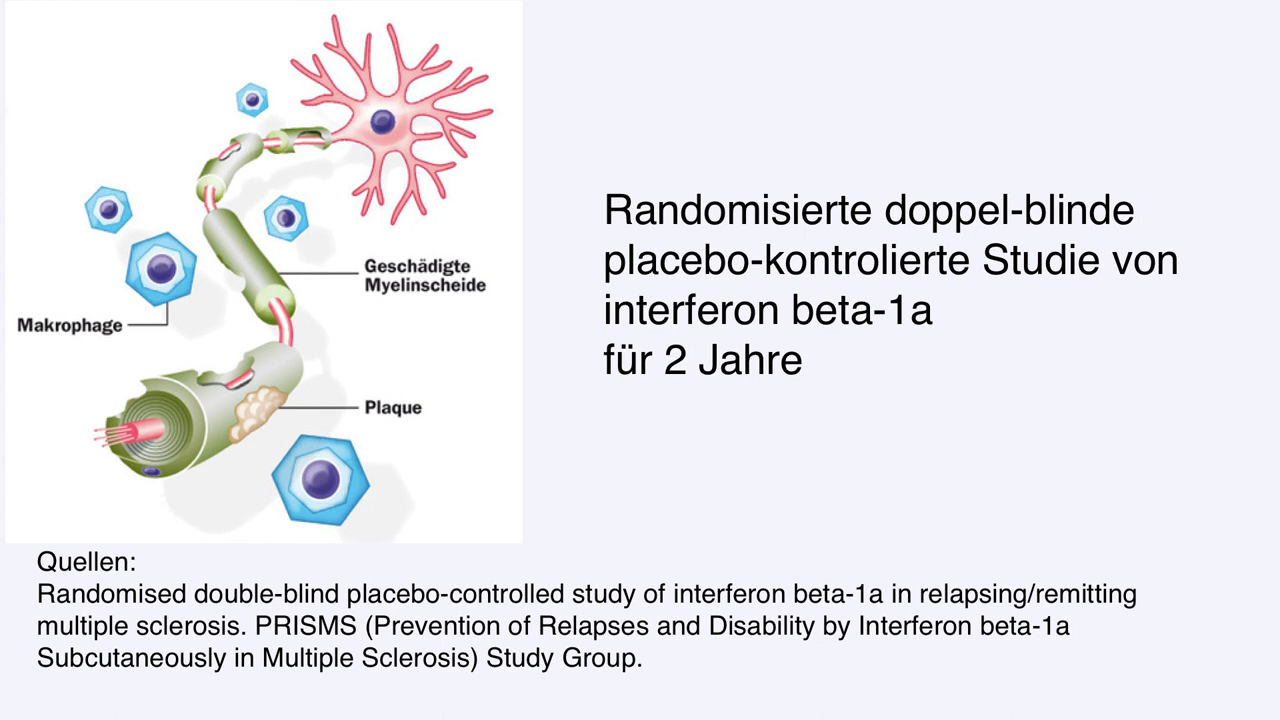 Geschädigte
Myelinscheide
Makrophage
Plaque
Randomisierte doppel-blinde
placebo-kontrolierte Studie von
interferon beta-1a
für 2 Jahre
Quellen:
Randomised double-blind placebo-controlled study of interferon beta-1a in relapsing/remitting
multiple sclerosis. PRISMS (Prevention of Relapses and Disability by Interferon beta-1a
Subcutaneously in Multiple Sclerosis) Study Group.